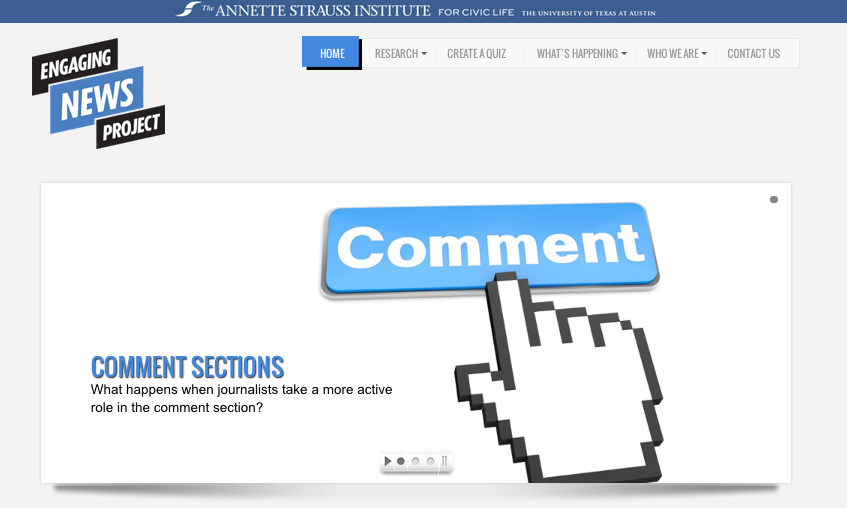 The ANNETTE STRAUSS INSTITUTE FOR CIVIC LIFE THE UNIVERSITY OF TEXAS AT AUSTIN
ENGAGING
NEWS
PROJECT
HOME RESEARCH CREATE A QUIZ WHAT'S HAPPENING WHO WE ARE CONTACT US
Comment
COMMENT SECTIONS
What happens when journalists take a more active
role in the comment section?